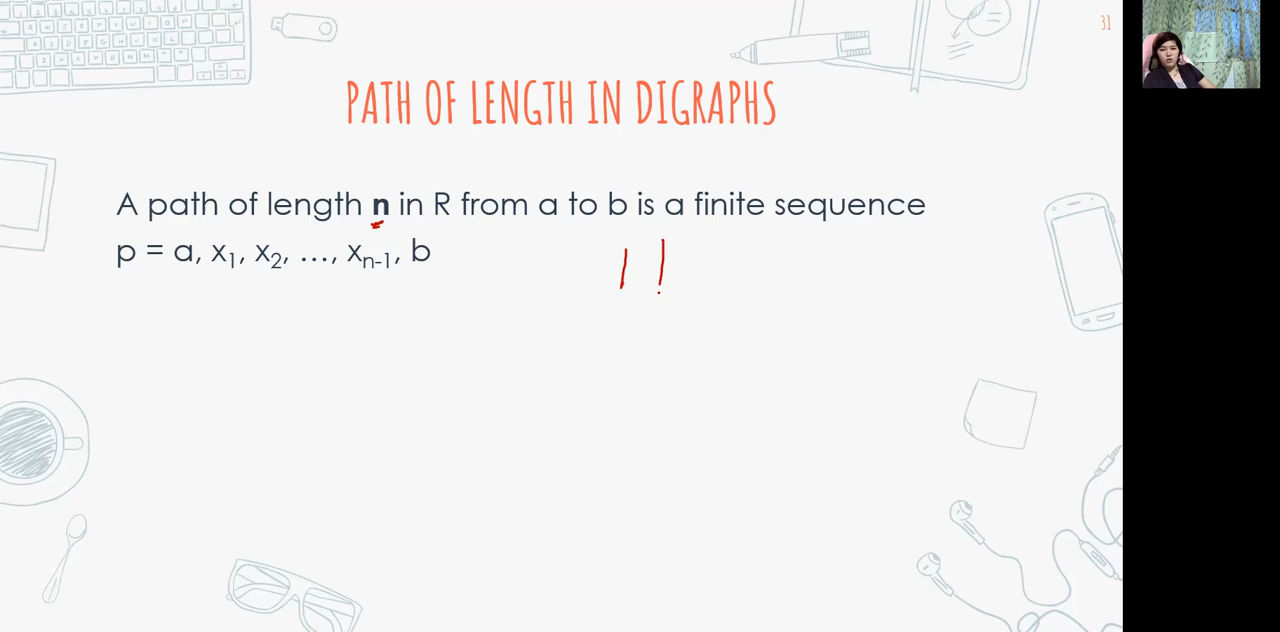 31
PATH OF LENGTH IN DIGRAPHS
A path of length n in R from a to b is a finite sequence
p = a, x₁, x₂, …, xₙ₋₁, b